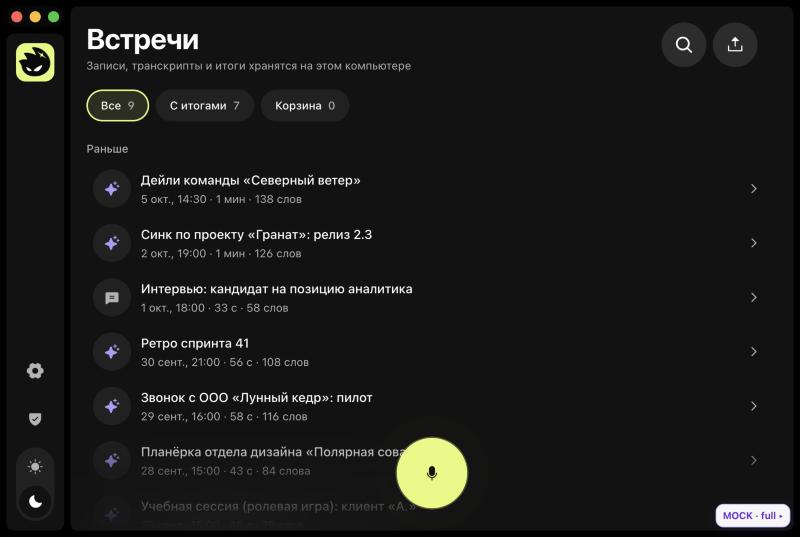 Встречи
Записи, транскрипты и итоги хранятся на этом компьютере
Все 9
С итогами 7
Корзина 0
Раньше
Дейли команды «Северный ветер»
5 окт., 14:30 · 1 мин · 138 слов
Синк по проекту «Гранат»: релиз 2.3
2 окт., 19:00 · 1 мин · 126 слов
Интервью: кандидат на позицию аналитика
1 окт., 18:00 · 33 с · 58 слов
Ретро спринта 41
30 сент., 21:00 · 56 с · 108 слов
Звонок с ООО «Лунный кедр»: пилот
29 сент., 16:00 · 58 с · 116 слов
Планёрка отдела дизайна «Полярная сова
28 сент., 15:00 · 43 с · 84 слова
Учебная сессия (ролевая игра): клиент «А.»
MOCK · full ▸